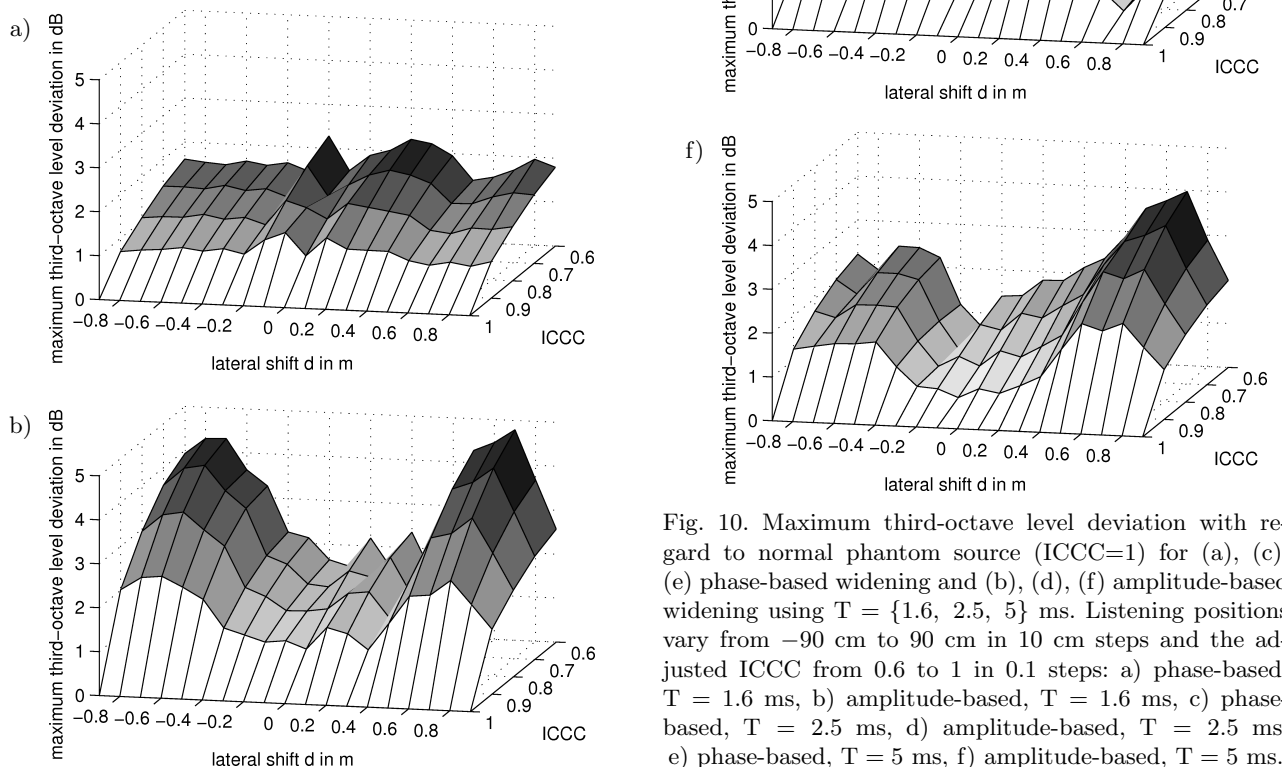 a)
maximum third-octave level deviation in dB
5
4
3
2
1
0
-0.8 -0.6 -0.4 -0.2 0 0.2 0.4 0.6 0.8
lateral shift d in m
1 0.9 0.8 0.7 0.6
ICCC
b)
maximum third-octave level deviation in dB
5
4
3
2
1
0
-0.8 -0.6 -0.4 -0.2 0 0.2 0.4 0.6 0.8
lateral shift d in m
1 0.9 0.8 0.7 0.6
ICCC
maximum th
0
-0.8 -0.6 -0.4 -0.2 0 0.2 0.4 0.6 0.8
lateral shift d in m
1 0.9 0.8 0.7
ICCC
f)
maximum third-octave level deviation in dB
5
4
3
2
1
0
-0.8 -0.6 -0.4 -0.2 0 0.2 0.4 0.6 0.8
lateral shift d in m
1 0.9 0.8 0.7 0.6
ICCC
Fig. 10. Maximum third-octave level deviation with re-
gard to normal phantom source (ICCC=1) for (a), (c)
(e) phase-based widening and (b), (d), (f) amplitude-based
widening using T = {1.6, 2.5, 5} ms. Listening positions
vary from −90 cm to 90 cm in 10 cm steps and the ad-
justed ICCC from 0.6 to 1 in 0.1 steps: a) phase-based
T = 1.6 ms, b) amplitude-based, T = 1.6 ms, c) phase-
based, T = 2.5 ms, d) amplitude-based, T = 2.5 ms
e) phase-based, T = 5 ms, f) amplitude-based, T = 5 ms.